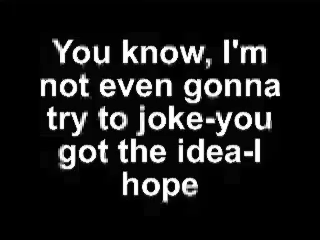 You know, I'm
not even gonna
try to joke-you
got the idea-I
hope